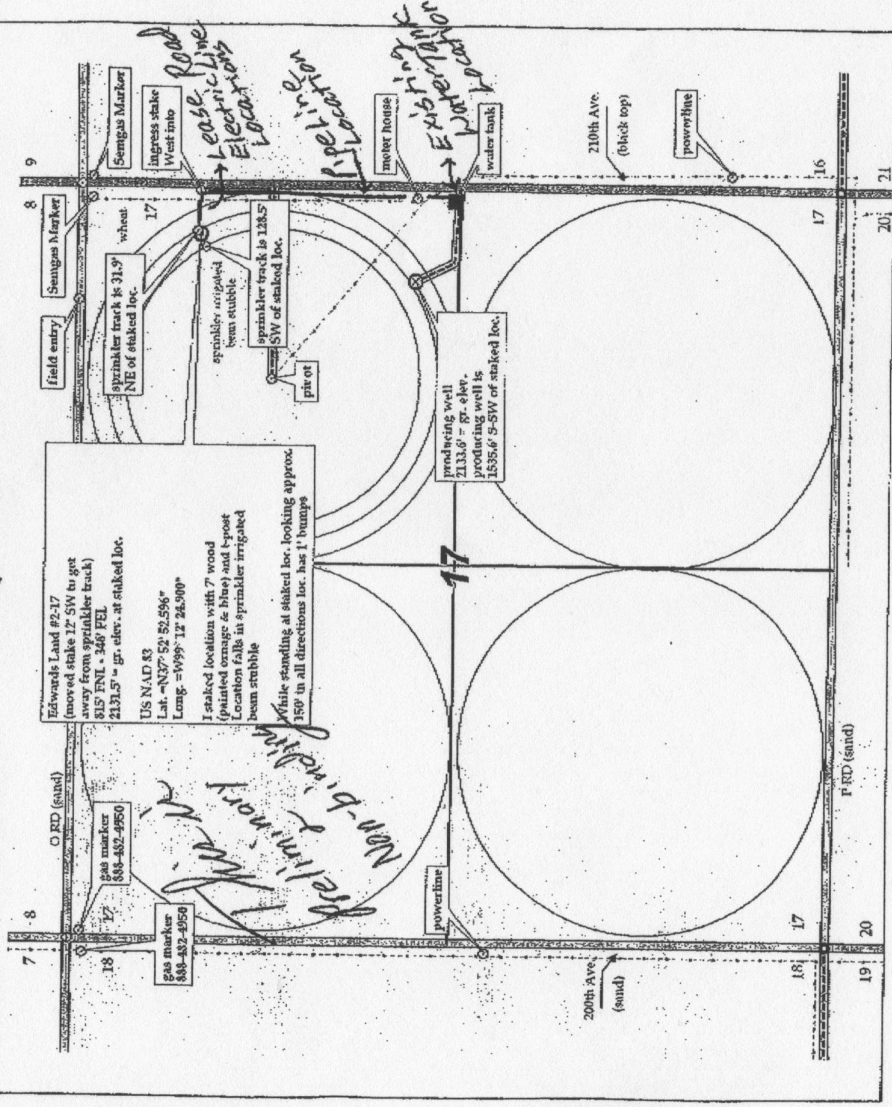 8
9
Semgas Marker
Semgas Marker
field entry
ingress stake
West into
17
wheat
Lease Road
Electric Line
Locations
Pipeline
Location
meter house
Existing
Water Tank
Location
water tank
210th Ave.
(black top)
powerline
16
21
17
20
sprinkler track is 31.9'
NE of staked loc.
sprinkler irrigated
bean stubble
sprinkler track is 128.5'
SW of staked loc.
pivot
producing well
2133.6' = gr. elev.
producing well is
1535.6' S-SW of staked loc.
Edwards Land #2-17
(moved stake 12' SW to get
away from sprinkler track)
815' FNL - 346' FEL
2131.5' = gr. elev. at staked loc.
US NAD 83
Lat. =N37° 52' 52.596"
Long. =W99° 12' 24.900"
I staked location with 7' wood
(painted ornage & blue) and t-post
Location falls in sprinkler irrigated
bean stubble
While standing at staked loc. looking approx.
150' in all directions loc. has 1' bumps
17
O RD (sand)
7
8
18
17
gas marker
888-482-4950
gas marker
888-482-4950
Preliminary
Non-binding
powerline
200th Ave.
(sand)
18
17
19
20
P RD (sand)